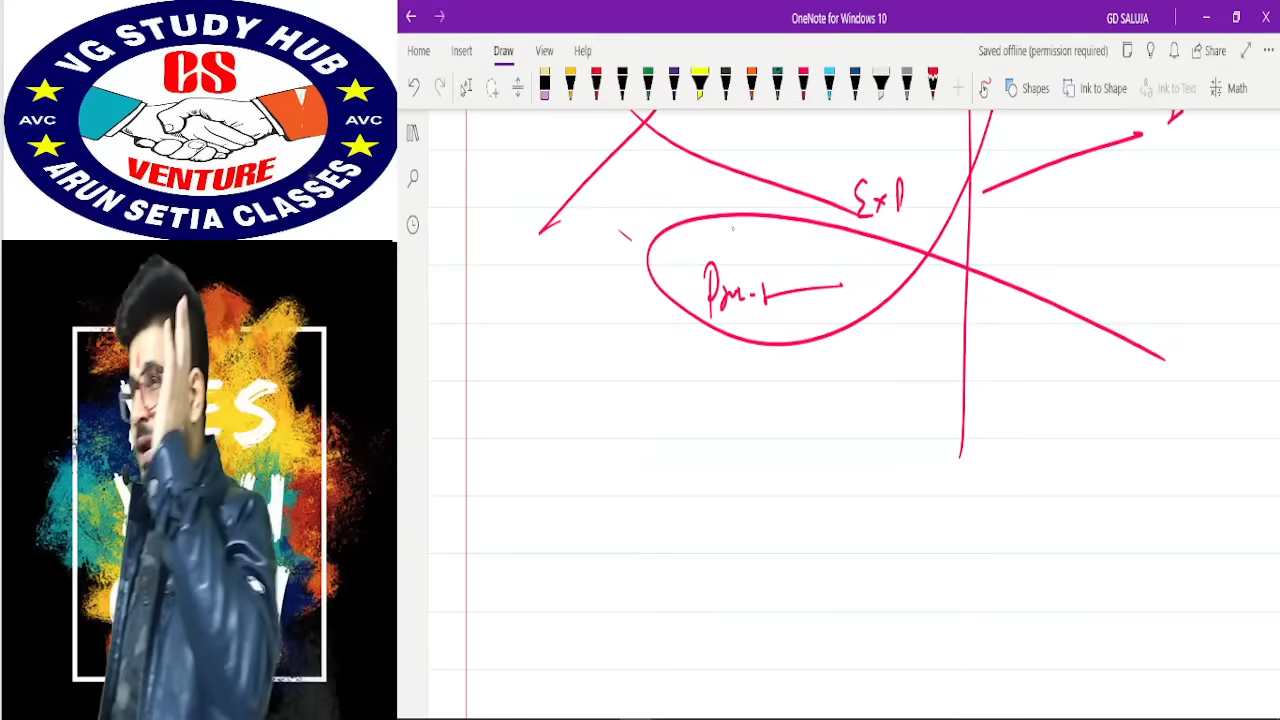 VG STUDY HUB
CS
AVC
AVC
VENTURE
ARUN SETIA CLASSES
YES
OneNote for Windows 10
GD SALUJA
Home Insert Draw View Help
Saved offline (permission required)
Share
Shapes
Ink to Shape
Ink to Text
Math